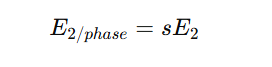 E_{2/phase} = sE_2